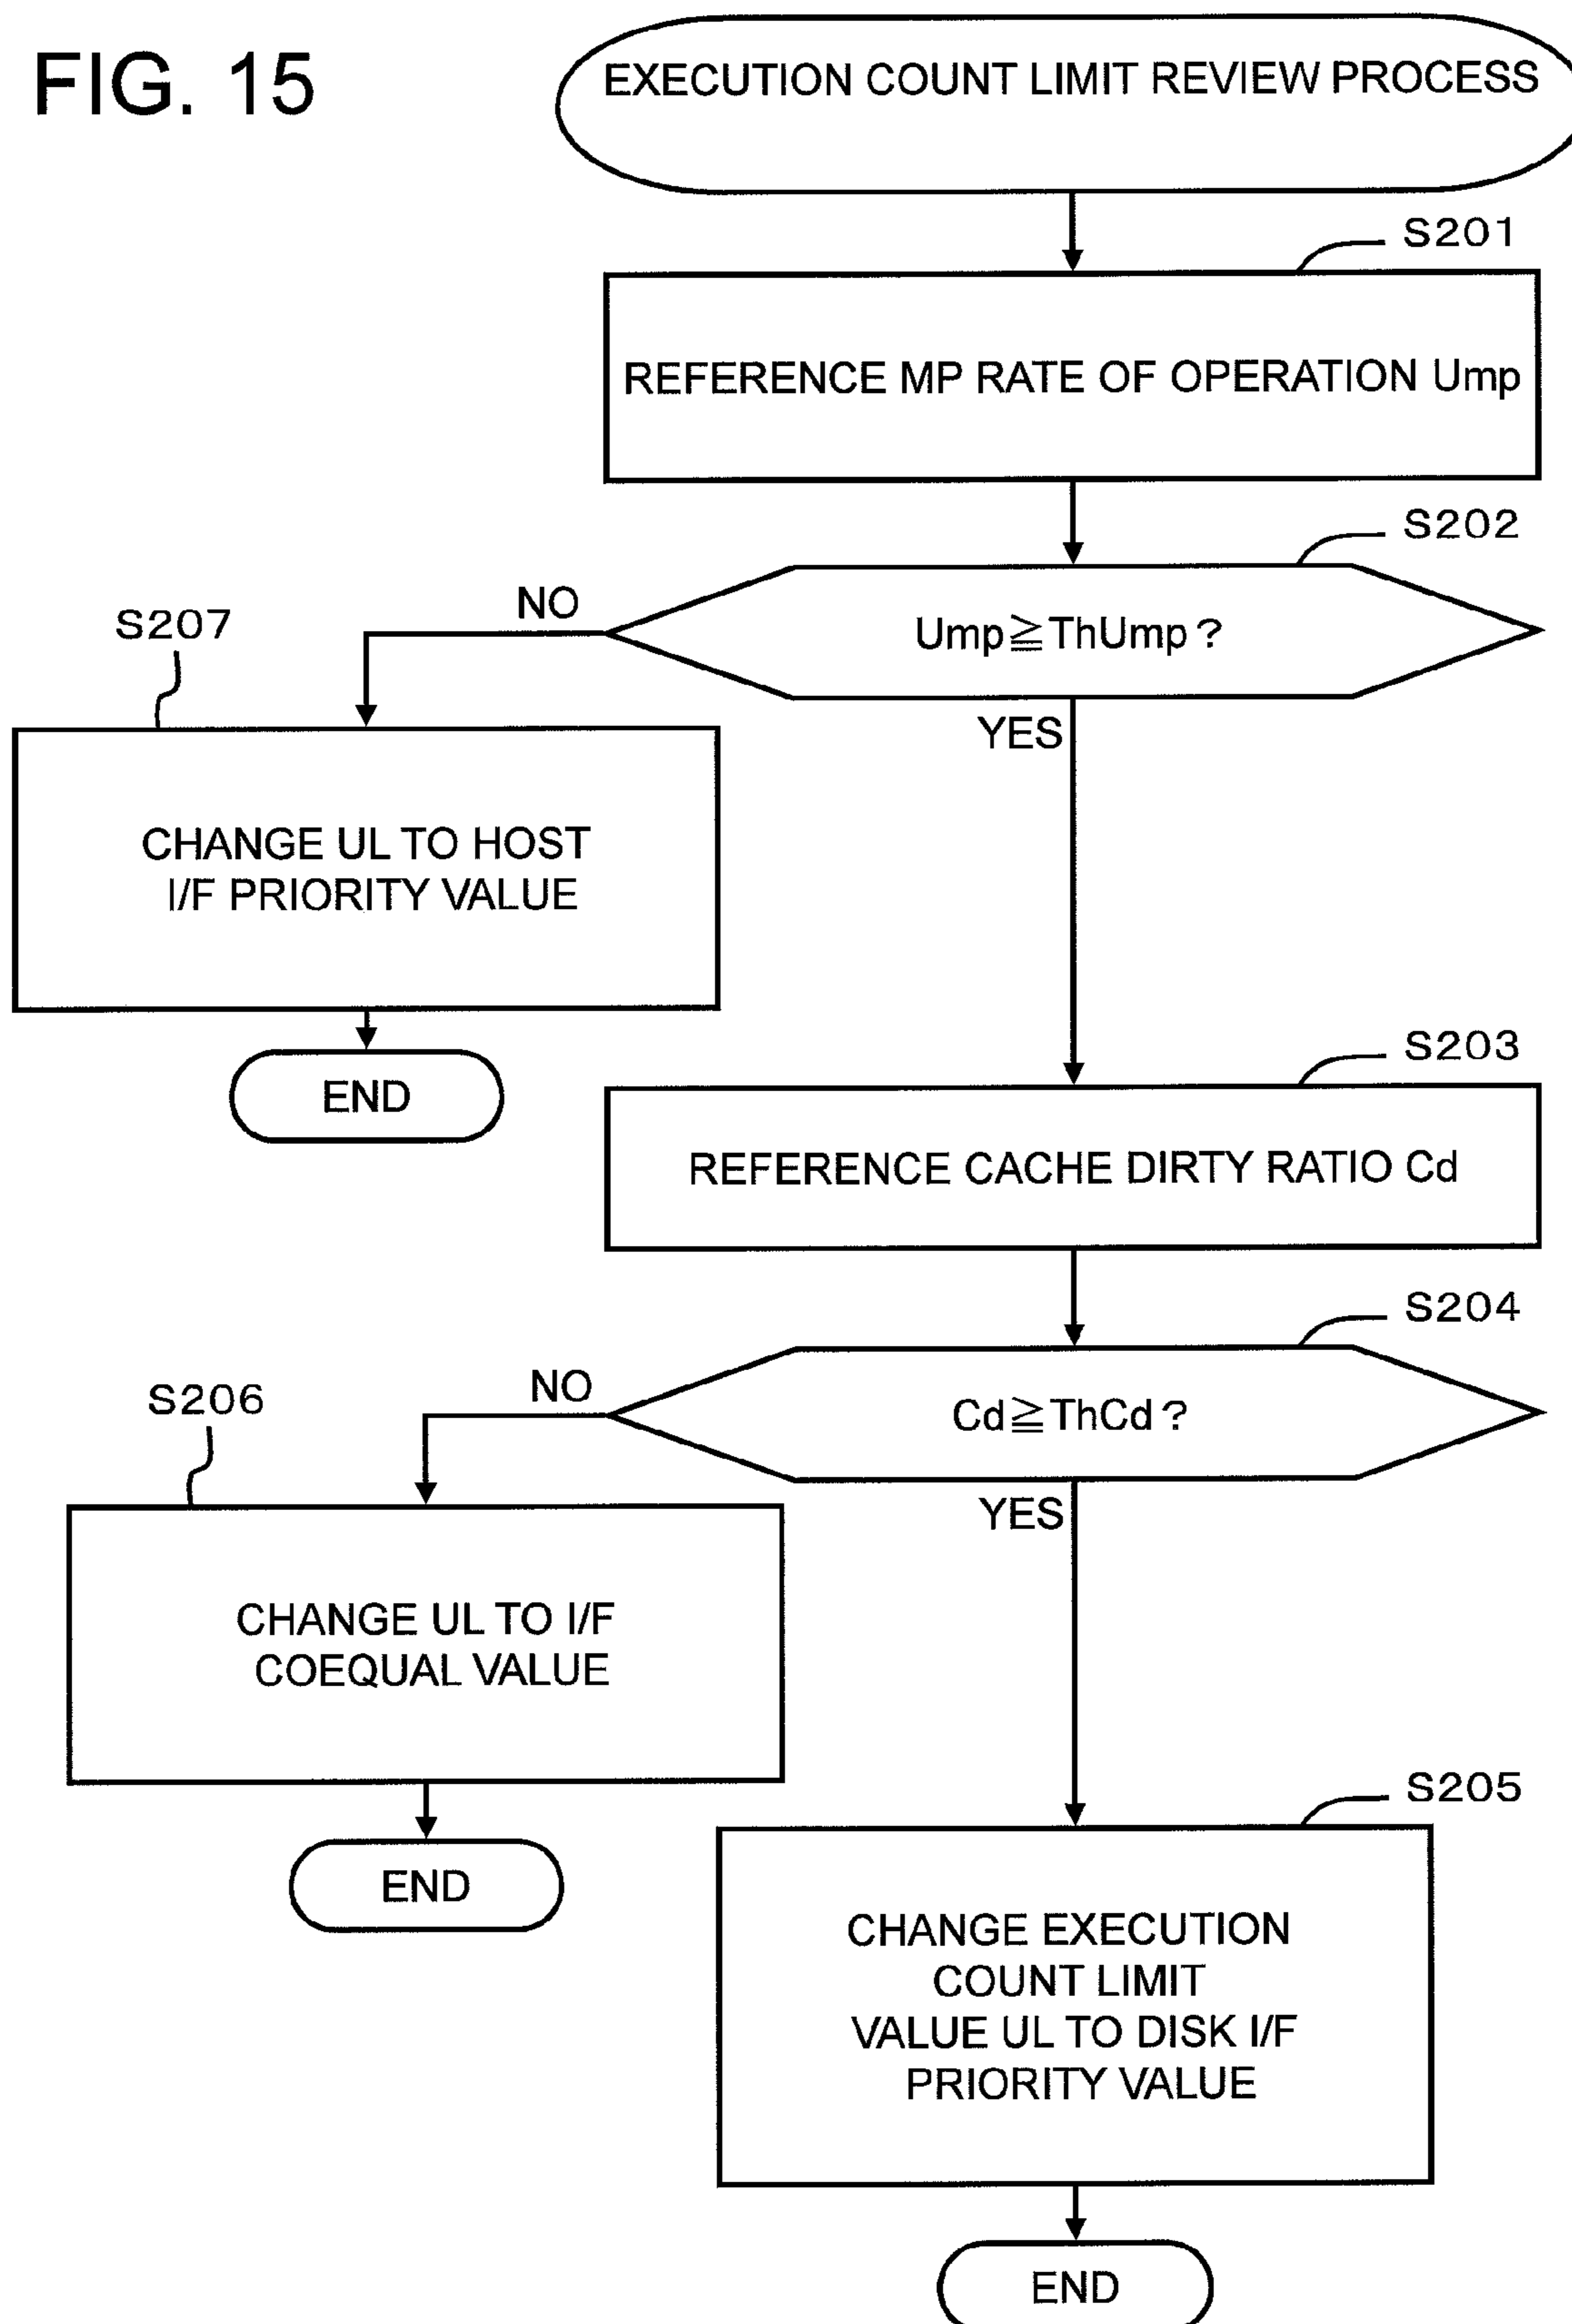 FIG. 15
EXECUTION COUNT LIMIT REVIEW PROCESS
S201
REFERENCE MP RATE OF OPERATION Ump
S202
Ump≧ThUmp?
NO
YES
S207
CHANGE UL TO HOST
I/F PRIORITY VALUE
END
S203
REFERENCE CACHE DIRTY RATIO Cd
S204
Cd≧ThCd?
NO
YES
S206
CHANGE UL TO I/F
COEQUAL VALUE
END
S205
CHANGE EXECUTION
COUNT LIMIT
VALUE UL TO DISK I/F
PRIORITY VALUE
END